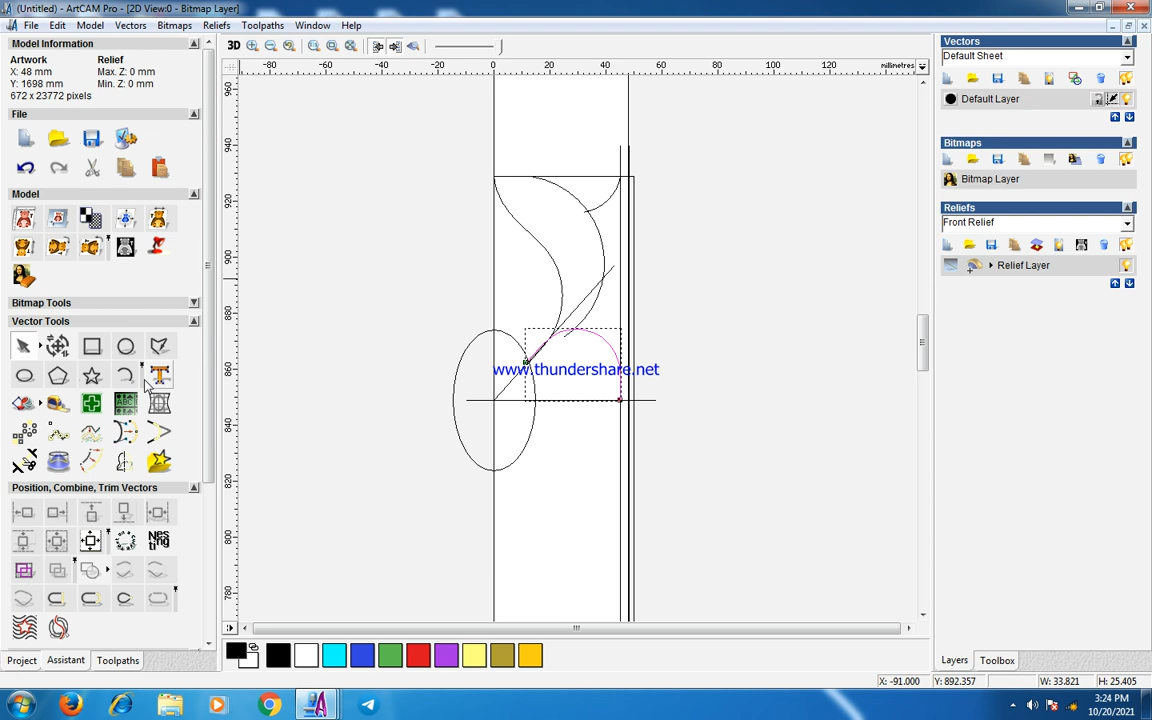 (Untitled) - ArtCAM Pro - [2D View:0 - Bitmap Layer]
File Edit Model Vectors Bitmaps Reliefs Toolpaths Window Help
Model Information
Artwork Relief
X: 48 mm Max. Z: 0 mm
Y: 1698 mm Min. Z: 0 mm
672 x 23772 pixels
File
Model
Bitmap Tools
Vector Tools
Position, Combine, Trim Vectors
Project Assistant Toolpaths
3D
-80 -60 -40 -20 0 20 40 60 80 100 120 millimetres
940
920
900
880
860
840
820
800
780
www.thundershare.net
Vectors
Default Sheet
Default Layer
Bitmaps
Bitmap Layer
Reliefs
Front Relief
Relief Layer
Layers Toolbox
X: -91.000 Y: 892.357 W: 33.821 H: 25.405
3:24 PM
10/20/2021